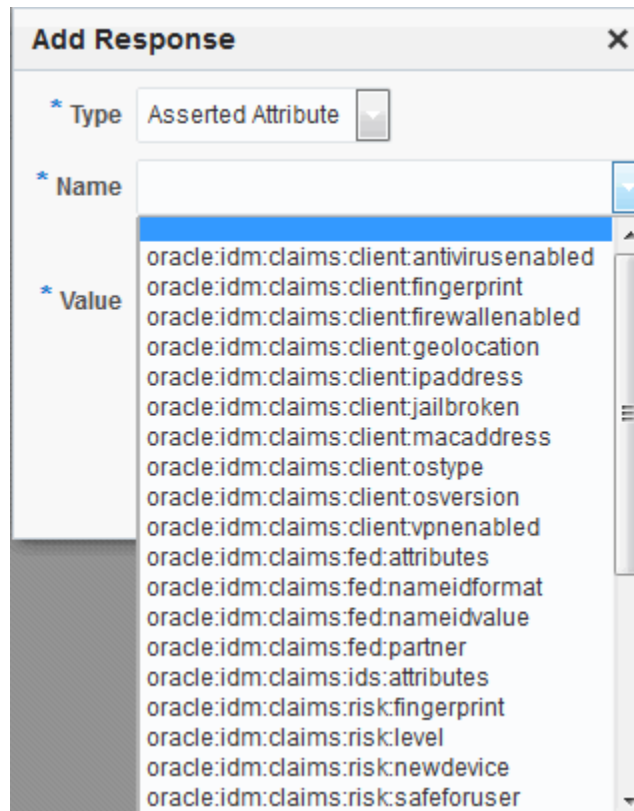 Add Response
* Type Asserted Attribute
* Name
* Value
oracle:idm:claims:client:antivirusenabled
oracle:idm:claims:client:fingerprint
oracle:idm:claims:client:firewallenabled
oracle:idm:claims:client:geolocation
oracle:idm:claims:client:ipaddress
oracle:idm:claims:client:jailbroken
oracle:idm:claims:client:macaddress
oracle:idm:claims:client:ostype
oracle:idm:claims:client:osversion
oracle:idm:claims:client:vpnenabled
oracle:idm:claims:fed:attributes
oracle:idm:claims:fed:nameidformat
oracle:idm:claims:fed:nameidvalue
oracle:idm:claims:fed:partner
oracle:idm:claims:ids:attributes
oracle:idm:claims:risk:fingerprint
oracle:idm:claims:risk:level
oracle:idm:claims:risk:newdevice
oracle:idm:claims:risk:safeforuser